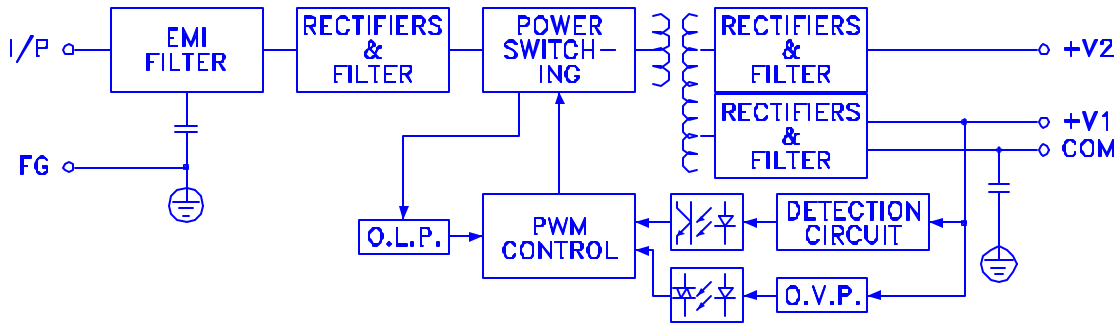 I/P
EMI
FILTER
RECTIFIERS
&
FILTER
POWER
SWITCH-
ING
RECTIFIERS
&
FILTER
+V2
RECTIFIERS
&
FILTER
+V1
COM
FG
O.L.P.
PWM
CONTROL
DETECTION
CIRCUIT
O.V.P.